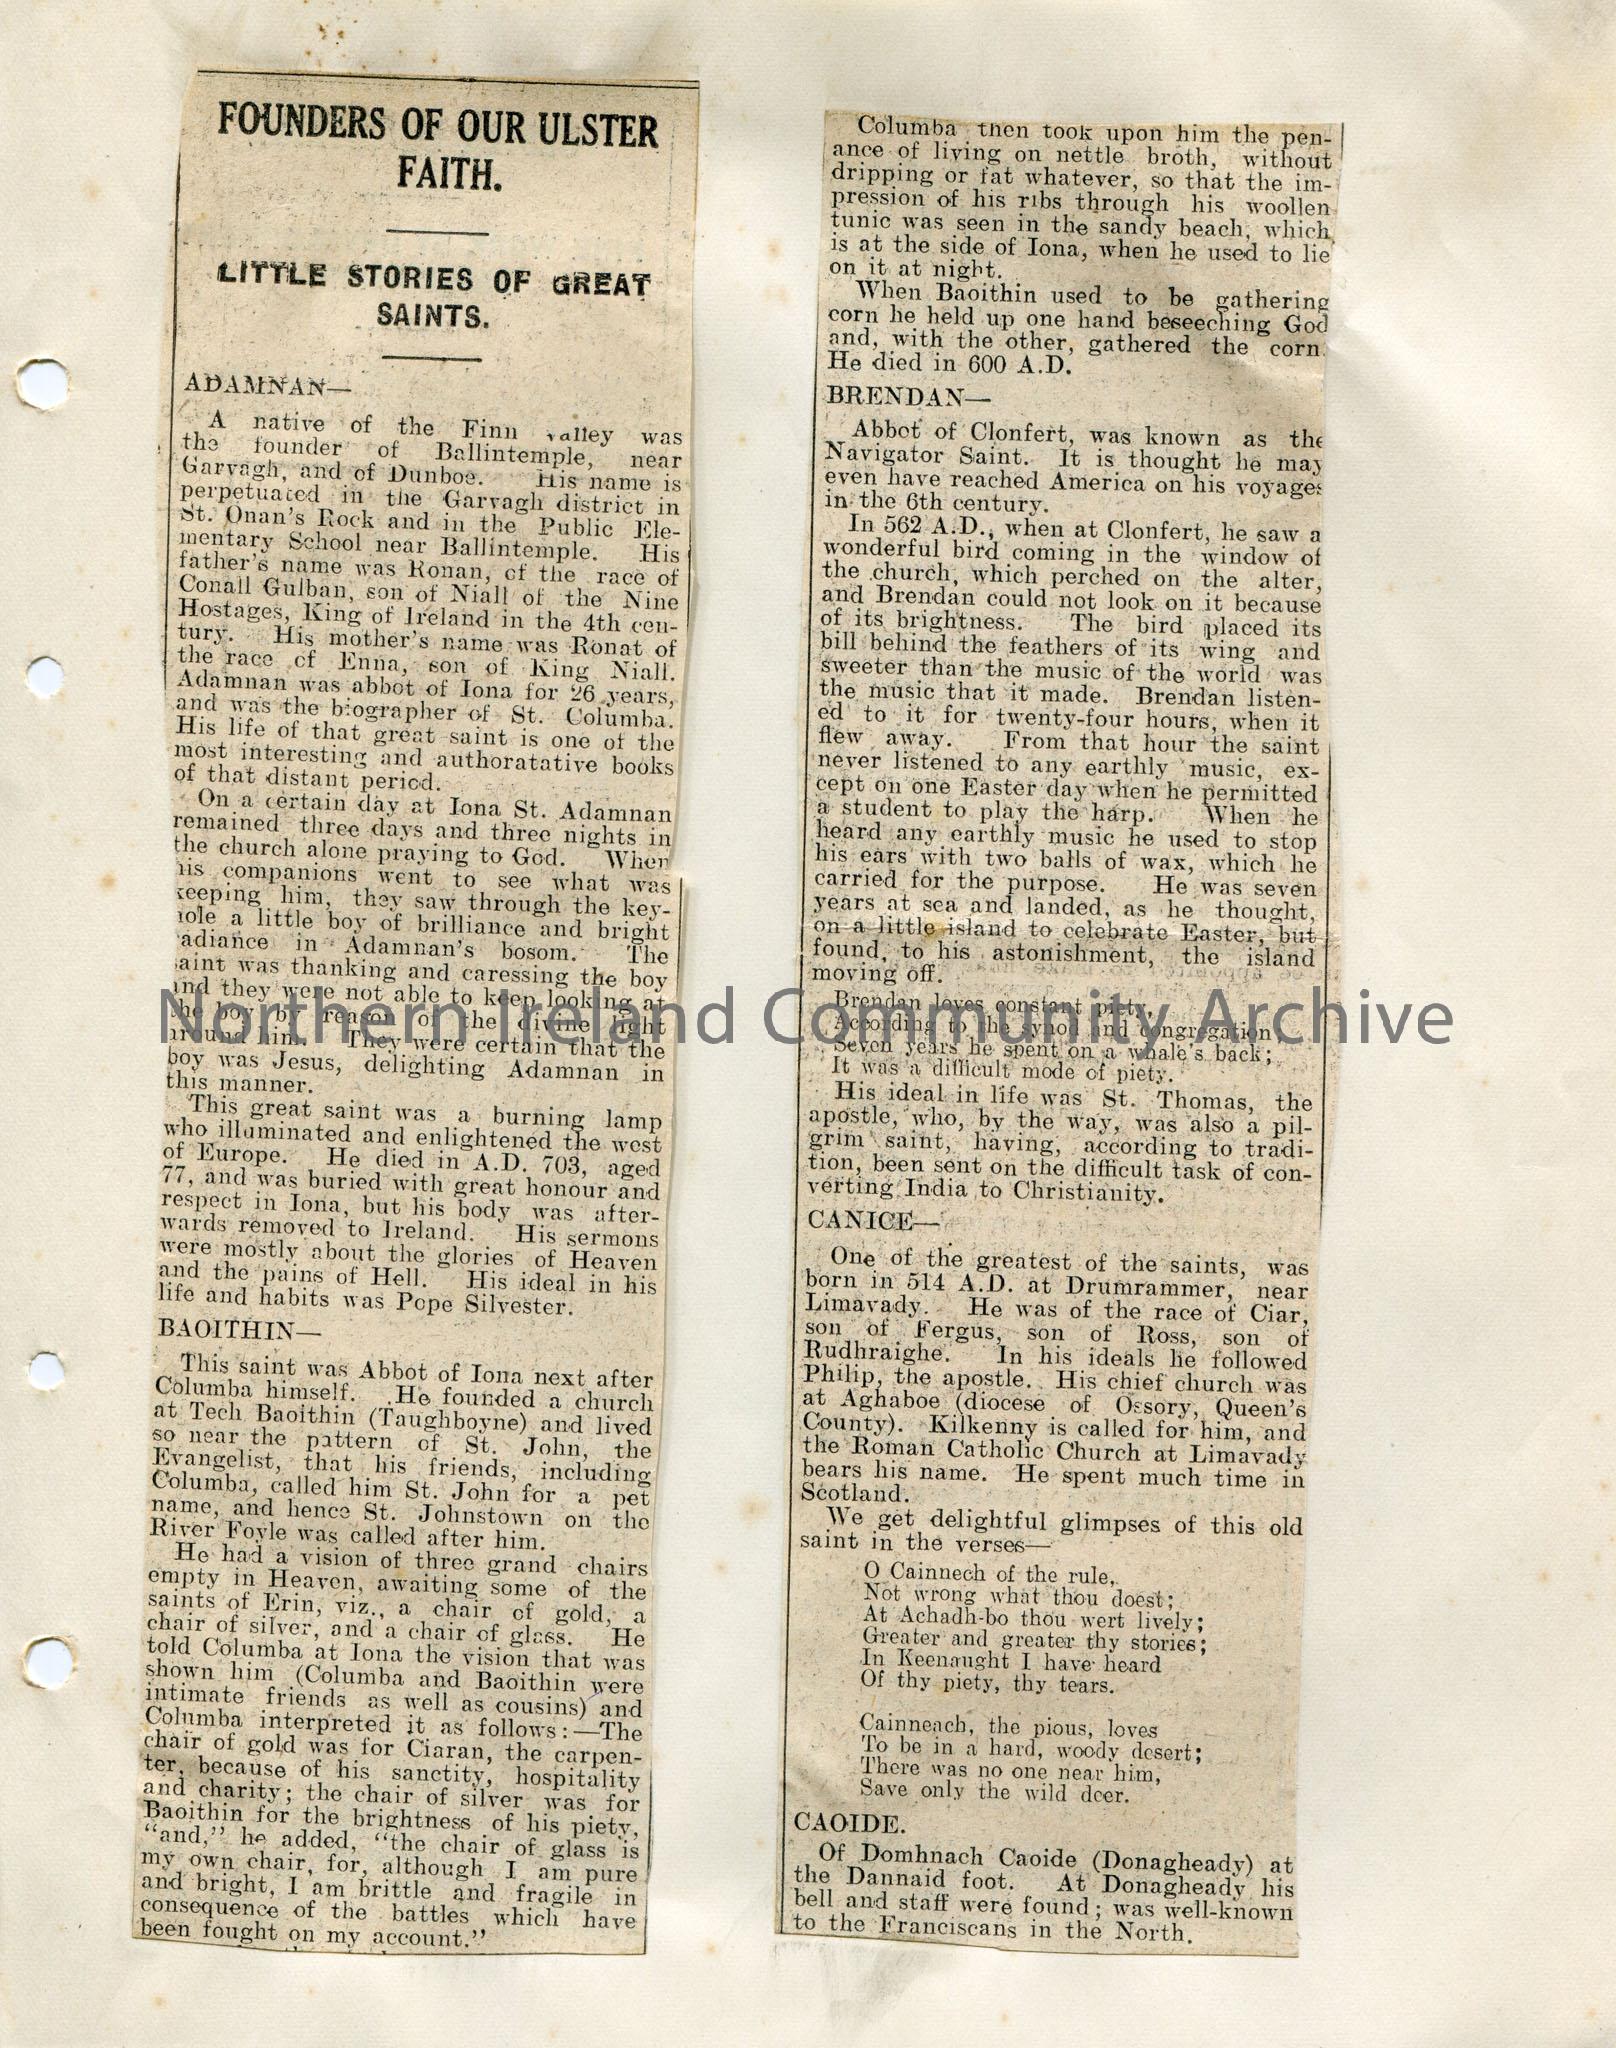 FOUNDERS OF OUR ULSTER
FAITH.
LITTLE STORIES OF GREAT
SAINTS.
ADAMNAN—
A native of the Finn valley was
the founder of Ballintemple, near
Garvagh, and of Dunboe. His name is
perpetuated in the Garvagh district in
St. Onan's Rock and in the Public Ele-
mentary School near Ballintemple. His
father's name was Ronan, of the race of
Conall Gulban, son of Niall of the Nine
Hostages, King of Ireland in the 4th cen-
tury. His mother's name was Ronat of
the race of Enna, son of King Niall.
Adamnan was abbot of Iona for 26 years,
and was the biographer of St. Columba.
His life of that great saint is one of the
most interesting and authoratative books
of that distant period.
On a certain day at Iona St. Adamnan
remained three days and three nights in
the church alone praying to God. When
his companions went to see what was
keeping him, they saw through the key-
hole a little boy of brilliance and bright
radiance in Adamnan's bosom. The
saint was thanking and caressing the boy
and they were not able to keep looking at
the boy by reason of the divine light
around him. They were certain that the
boy was Jesus, delighting Adamnan in
this manner.
This great saint was a burning lamp
who illuminated and enlightened the west
of Europe. He died in A.D. 703, aged
77, and was buried with great honour and
respect in Iona, but his body was after-
wards removed to Ireland. His sermons
were mostly about the glories of Heaven
and the pains of Hell. His ideal in his
life and habits was Pope Silvester.
BAOITHIN—
This saint was Abbot of Iona next after
Columba himself. He founded a church
at Tech Baoithin (Taughboyne) and lived
so near the pattern of St. John, the
Evangelist, that his friends, including
Columba, called him St. John for a pet
name, and hence St. Johnstown on the
River Foyle was called after him.
He had a vision of three grand chairs
empty in Heaven, awaiting some of the
saints of Erin, viz., a chair of gold, a
chair of silver, and a chair of glass. He
told Columba at Iona the vision that was
shown him (Columba and Baoithin were
intimate friends as well as cousins) and
Columba interpreted it as follows:—The
chair of gold was for Ciaran, the carpen-
ter, because of his sanctity, hospitality
and charity; the chair of silver was for
Baoithin for the brightness of his piety,
"and," he added, "the chair of glass is
my own chair, for, although I am pure
and bright, I am brittle and fragile in
consequence of the battles which have
been fought on my account."
Columba then took upon him the pen-
ance of living on nettle broth, without
dripping or fat whatever, so that the im-
pression of his ribs through his woollen
tunic was seen in the sandy beach, which
is at the side of Iona, when he used to lie
on it at night.
When Baoithin used to be gathering
corn he held up one hand beseeching God
and, with the other, gathered the corn.
He died in 600 A.D.
BRENDAN—
Abbot of Clonfert, was known as the
Navigator Saint. It is thought he may
even have reached America on his voyages
in the 6th century.
In 562 A.D., when at Clonfert, he saw a
wonderful bird coming in the window of
the church, which perched on the alter,
and Brendan could not look on it because
of its brightness. The bird placed its
bill behind the feathers of its wing and
sweeter than the music of the world was
the music that it made. Brendan listen-
ed to it for twenty-four hours, when it
flew away. From that hour the saint
never listened to any earthly music, ex-
cept on one Easter day when he permitted
a student to play the harp. When he
heard any earthly music he used to stop
his ears with two balls of wax, which he
carried for the purpose. He was seven
years at sea and landed, as he thought,
on a little island to celebrate Easter, but
found, to his astonishment, the island
moving off.
Brendan loves constant piety,
According to the synod and congregation;
Seven years he spent on a whale's back;
It was a difficult mode of piety.
His ideal in life was St. Thomas, the
apostle, who, by the way, was also a pil-
grim saint, having, according to tradi-
tion, been sent on the difficult task of con-
verting India to Christianity.
CANICE—
One of the greatest of the saints, was
born in 514 A.D. at Drumrammer, near
Limavady. He was of the race of Ciar,
son of Fergus, son of Ross, son of
Rudhraighe. In his ideals he followed
Philip, the apostle. His chief church was
at Aghaboe (diocese of Ossory, Queen's
County). Kilkenny is called for him, and
the Roman Catholic Church at Limavady
bears his name. He spent much time in
Scotland.
We get delightful glimpses of this old
saint in the verses—
O Cainnech of the rule,
Not wrong what thou doest;
At Achadh-bo thou wert lively;
Greater and greater thy stories;
In Keenaught I have heard
Of thy piety, thy tears.
Cainneach, the pious, loves
To be in a hard, woody desert;
There was no one near him,
Save only the wild deer.
CAOIDE.
Of Domhnach Caoide (Donagheady) at
the Dannaid foot. At Donagheady his
bell and staff were found; was well-known
to the Franciscans in the North.
Northern Ireland Community Archive